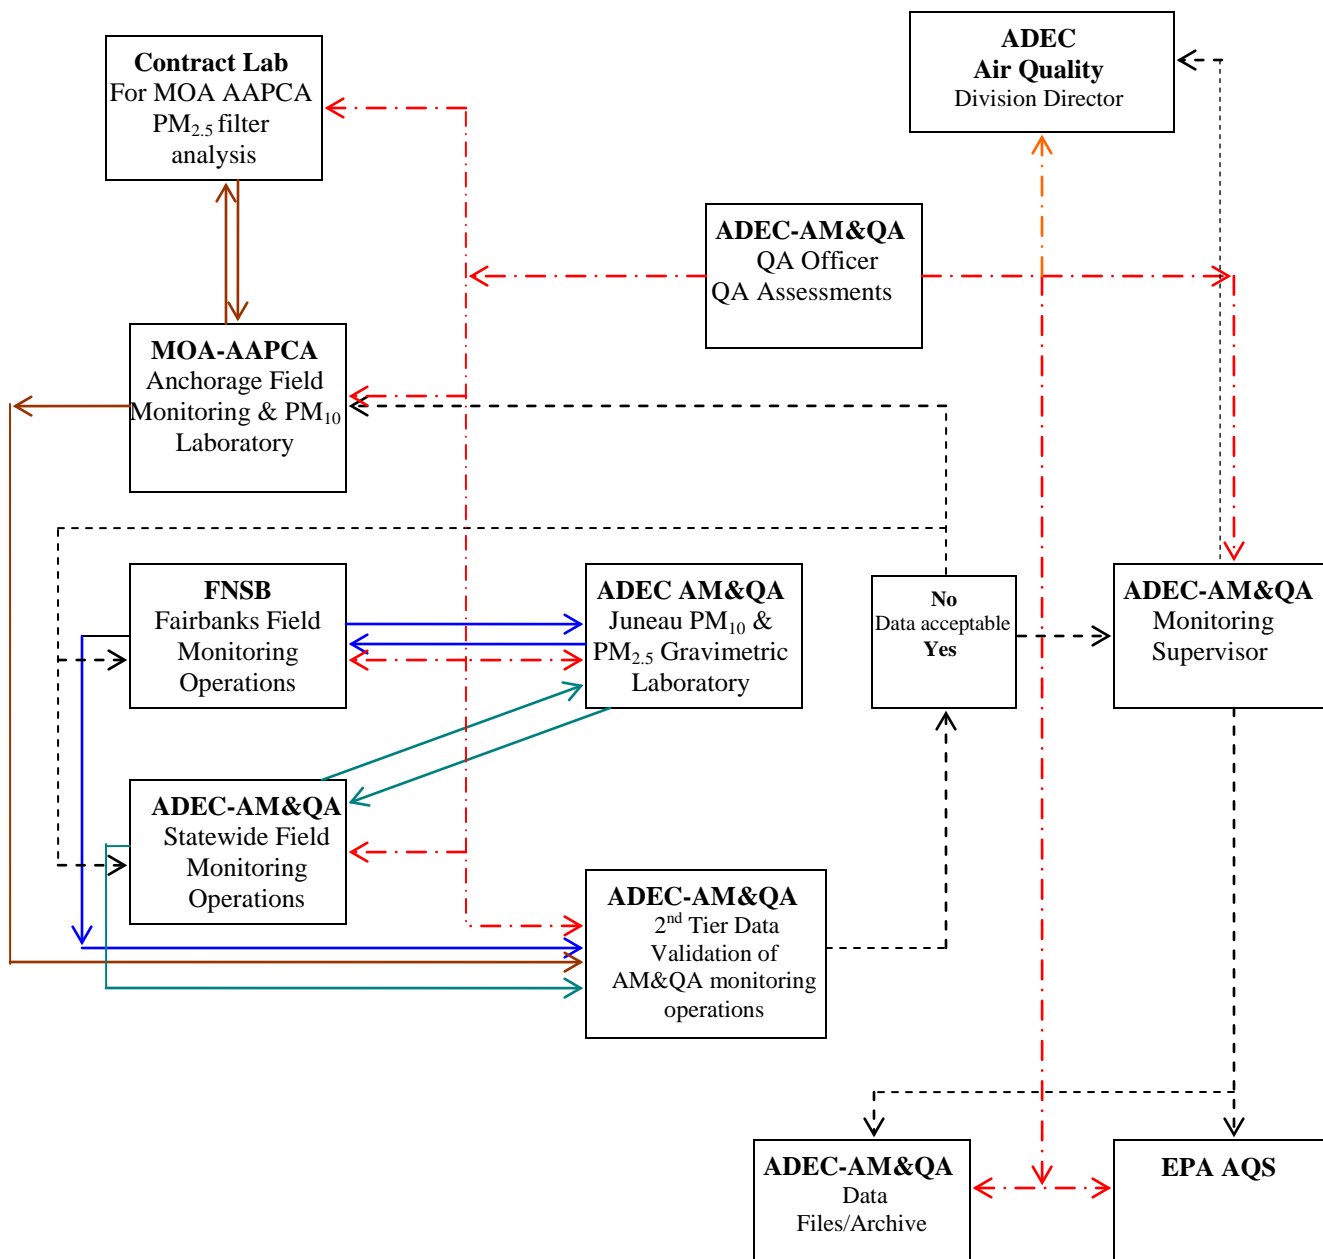 Contract Lab
For MOA AAPCA
PM2.5 filter
analysis
ADEC
Air Quality
Division Director
ADEC-AM&QA
QA Officer
QA Assessments
MOA-AAPCA
Anchorage Field
Monitoring & PM10
Laboratory
FNSB
Fairbanks Field
Monitoring
Operations
ADEC AM&QA
Juneau PM10 &
PM2.5 Gravimetric
Laboratory
No
Data acceptable
Yes
ADEC-AM&QA
Monitoring
Supervisor
ADEC-AM&QA
Statewide Field
Monitoring
Operations
ADEC-AM&QA
2nd Tier Data
Validation of
AM&QA monitoring
operations
ADEC-AM&QA
Data
Files/Archive
EPA AQS